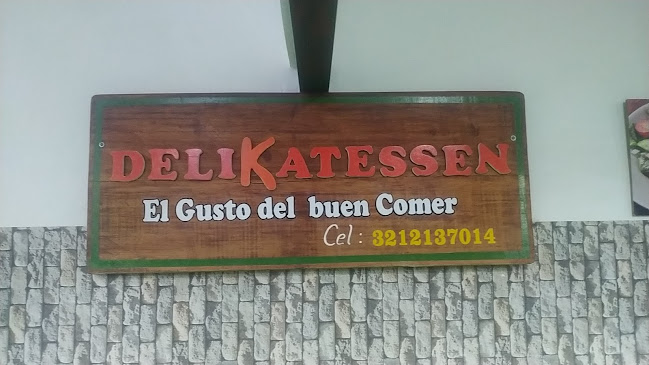 DELIKATESSEN
El Gusto del buen Comer
Cel: 3212137014